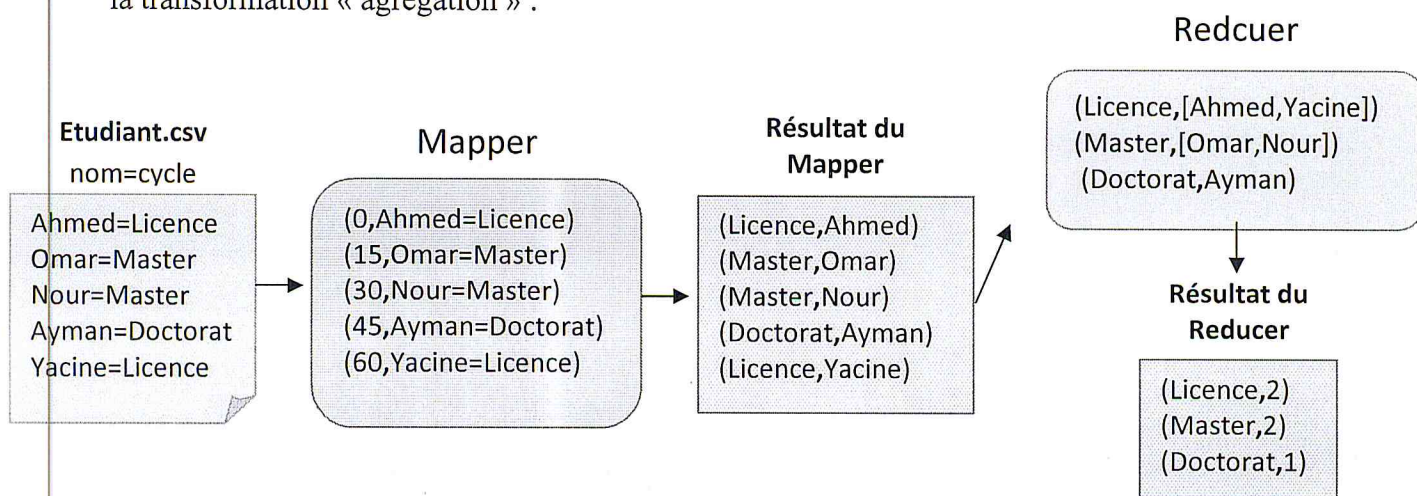 la transformation « agrégation » :
Etudiant.csv
nom=cycle
Ahmed=Licence
Omar=Master
Nour=Master
Ayman=Doctorat
Yacine=Licence
Mapper
(0,Ahmed=Licence)
(15,Omar=Master)
(30,Nour=Master)
(45,Ayman=Doctorat)
(60,Yacine=Licence)
Résultat du
Mapper
(Licence,Ahmed)
(Master,Omar)
(Master,Nour)
(Doctorat,Ayman)
(Licence,Yacine)
Redcuer
(Licence,[Ahmed,Yacine])
(Master,[Omar,Nour])
(Doctorat,Ayman)
Résultat du
Reducer
(Licence,2)
(Master,2)
(Doctorat,1)